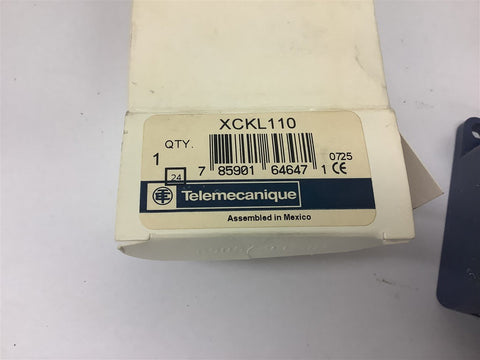 XCKL110
QTY.
1
24
7 85901 64647 1
0725
CE
Telemecanique
Assembled in Mexico